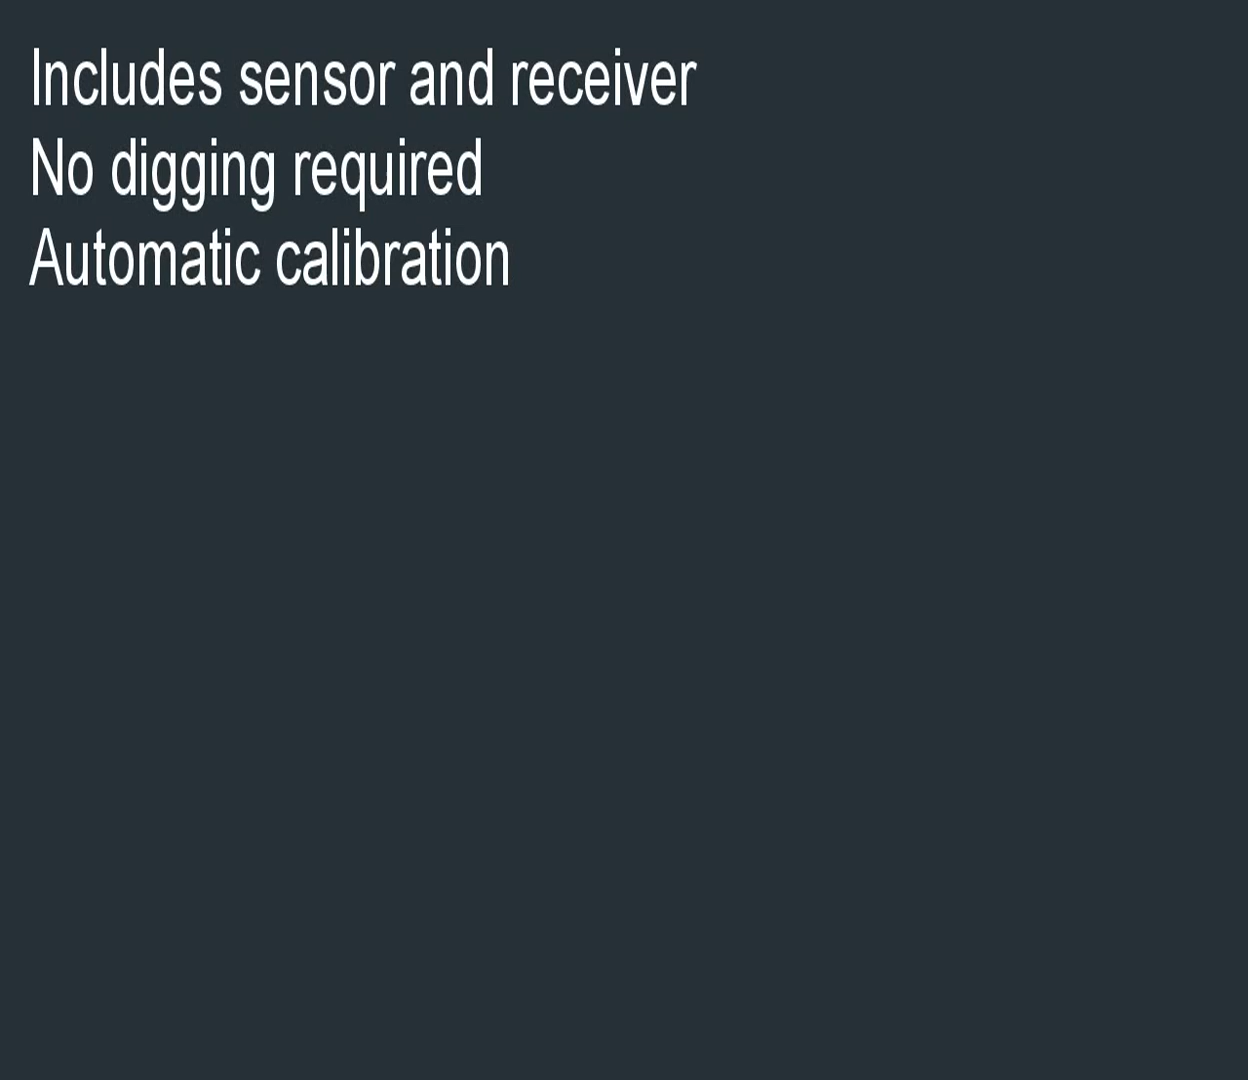 Includes sensor and receiver
No digging required
Automatic calibration